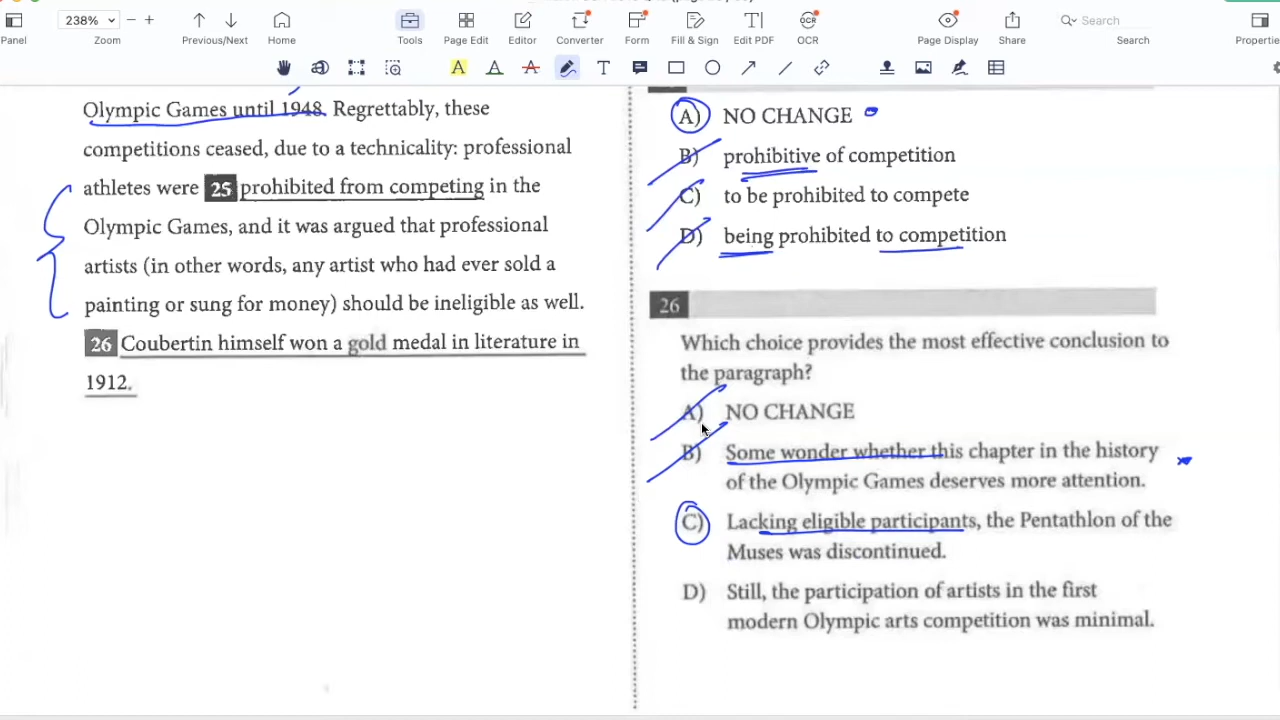 238%
Panel
Zoom
Previous/Next
Home
Tools
Page Edit
Editor
Converter
Form
Fill & Sign
Edit PDF
OCR
OCR
Page Display
Share
Search
Search
Propertie
A
A
A
T
Olympic Games until 1948. Regrettably, these
competitions ceased, due to a technicality: professional
athletes were 25 prohibited from competing in the
Olympic Games, and it was argued that professional
artists (in other words, any artist who had ever sold a
painting or sung for money) should be ineligible as well.
26 Coubertin himself won a gold medal in literature in
1912.
A) NO CHANGE
B) prohibitive of competition
C) to be prohibited to compete
D) being prohibited to competition
26
Which choice provides the most effective conclusion to
the paragraph?
A) NO CHANGE
B) Some wonder whether this chapter in the history
of the Olympic Games deserves more attention.
C) Lacking eligible participants, the Pentathlon of the
Muses was discontinued.
D) Still, the participation of artists in the first
modern Olympic arts competition was minimal.